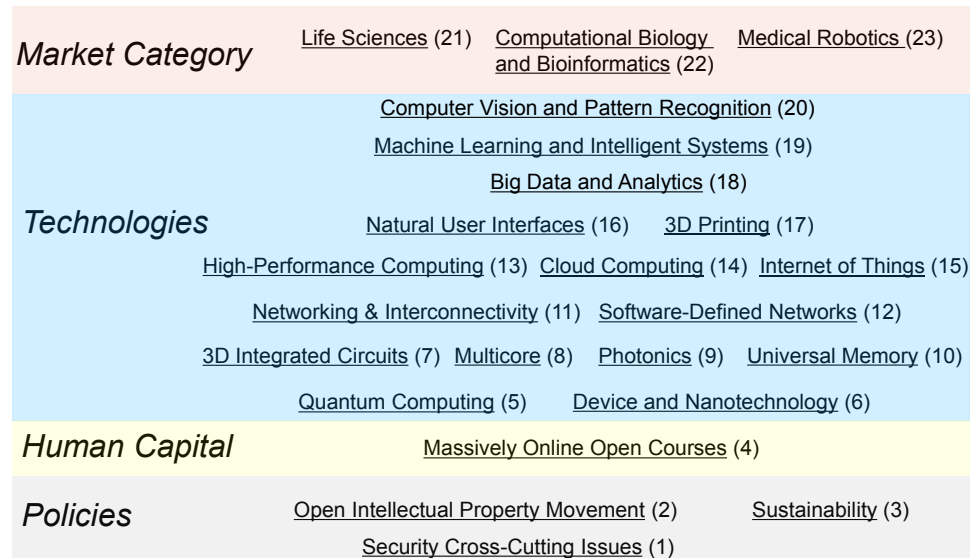 Market Category
Life Sciences (21) Computational Biology Medical Robotics (23)
and Bioinformatics (22)
Computer Vision and Pattern Recognition (20)
Machine Learning and Intelligent Systems (19)
Big Data and Analytics (18)
Technologies
Natural User Interfaces (16) 3D Printing (17)
High-Performance Computing (13) Cloud Computing (14) Internet of Things (15)
Networking & Interconnectivity (11) Software-Defined Networks (12)
3D Integrated Circuits (7) Multicore (8) Photonics (9) Universal Memory (10)
Quantum Computing (5) Device and Nanotechnology (6)
Human Capital
Massively Online Open Courses (4)
Policies
Open Intellectual Property Movement (2) Sustainability (3)
Security Cross-Cutting Issues (1)